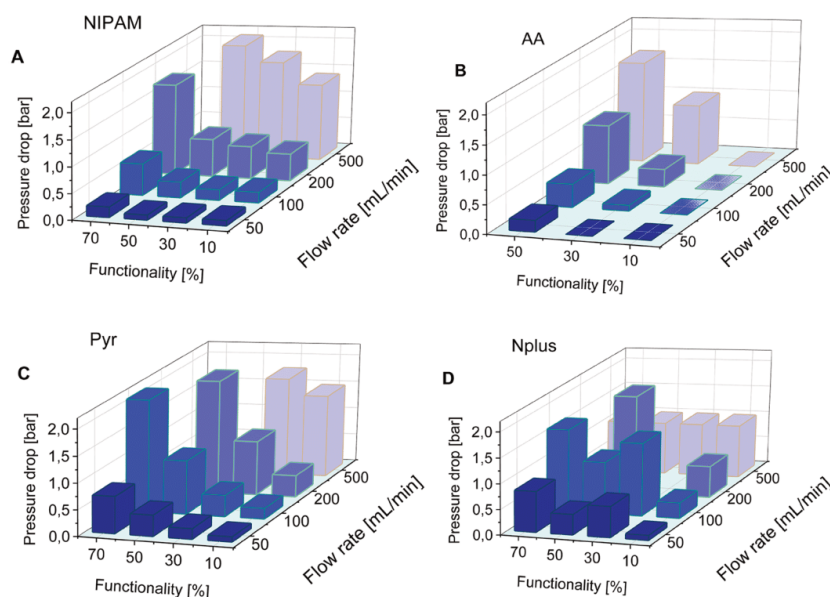 NIPAM
A
Pressure drop [bar]
2,0
1,5
1,0
0,5
0,0
70
50
30
10
Functionality [%]
50
100
200
500
Flow rate [mL/min]
AA
B
Pressure drop [bar]
2,0
1,5
1,0
0,5
0,0
50
30
10
Functionality [%]
50
100
200
500
Flow rate [mL/min]
Pyr
C
Pressure drop [bar]
2,0
1,5
1,0
0,5
0,0
70
50
30
10
Functionality [%]
50
100
200
500
Flow rate [mL/min]
Nplus
D
Pressure drop [bar]
2,0
1,5
1,0
0,5
0,0
70
50
30
10
Functionality [%]
50
100
200
500
Flow rate [mL/min]